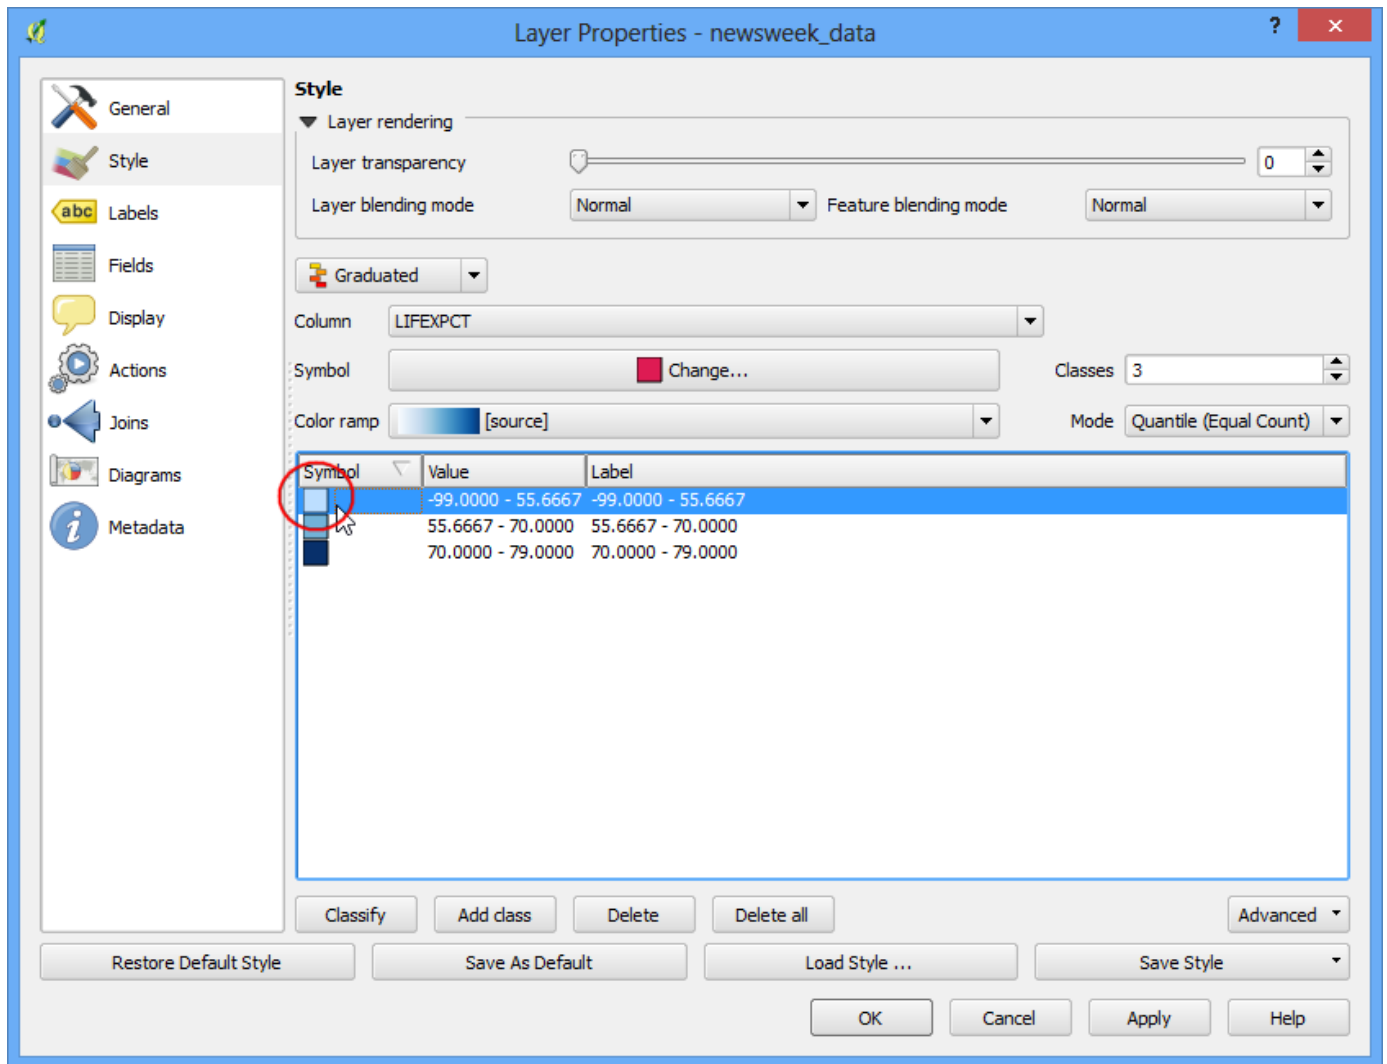 Layer Properties - newsweek_data
?
General
Style
abc Labels
Fields
Display
Actions
Joins
Diagrams
i Metadata
Style
Layer rendering
Layer transparency 0
Layer blending mode Normal Feature blending mode Normal
Graduated
Column LIFEXPCT
Symbol Change... Classes 3
Color ramp [source] Mode Quantile (Equal Count)
Symbol Value Label
-99.0000 - 55.6667 -99.0000 - 55.6667
55.6667 - 70.0000 55.6667 - 70.0000
70.0000 - 79.0000 70.0000 - 79.0000
Classify Add class Delete Delete all Advanced
Restore Default Style Save As Default Load Style ... Save Style
OK Cancel Apply Help